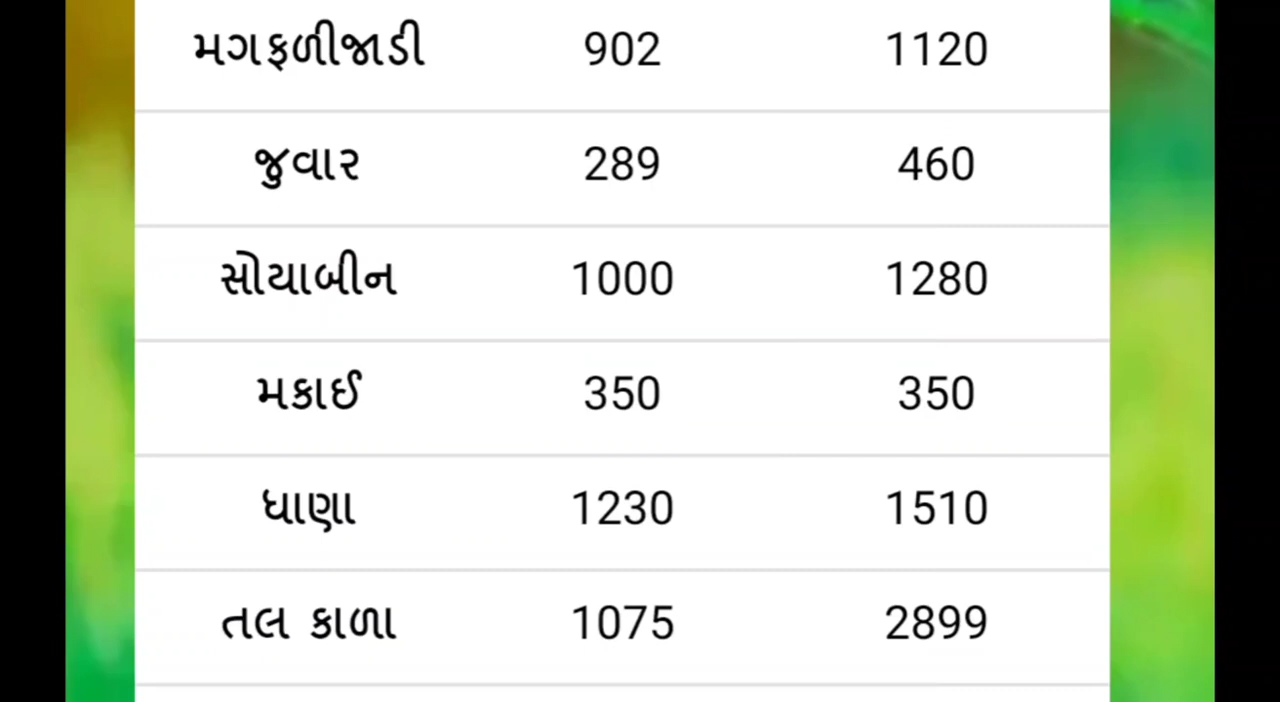 મગફળીજાડી 902 1120
જુવાર 289 460
સોયાબીન 1000 1280
મકાઈ 350 350
ધાણા 1230 1510
તલ કાળા 1075 2899